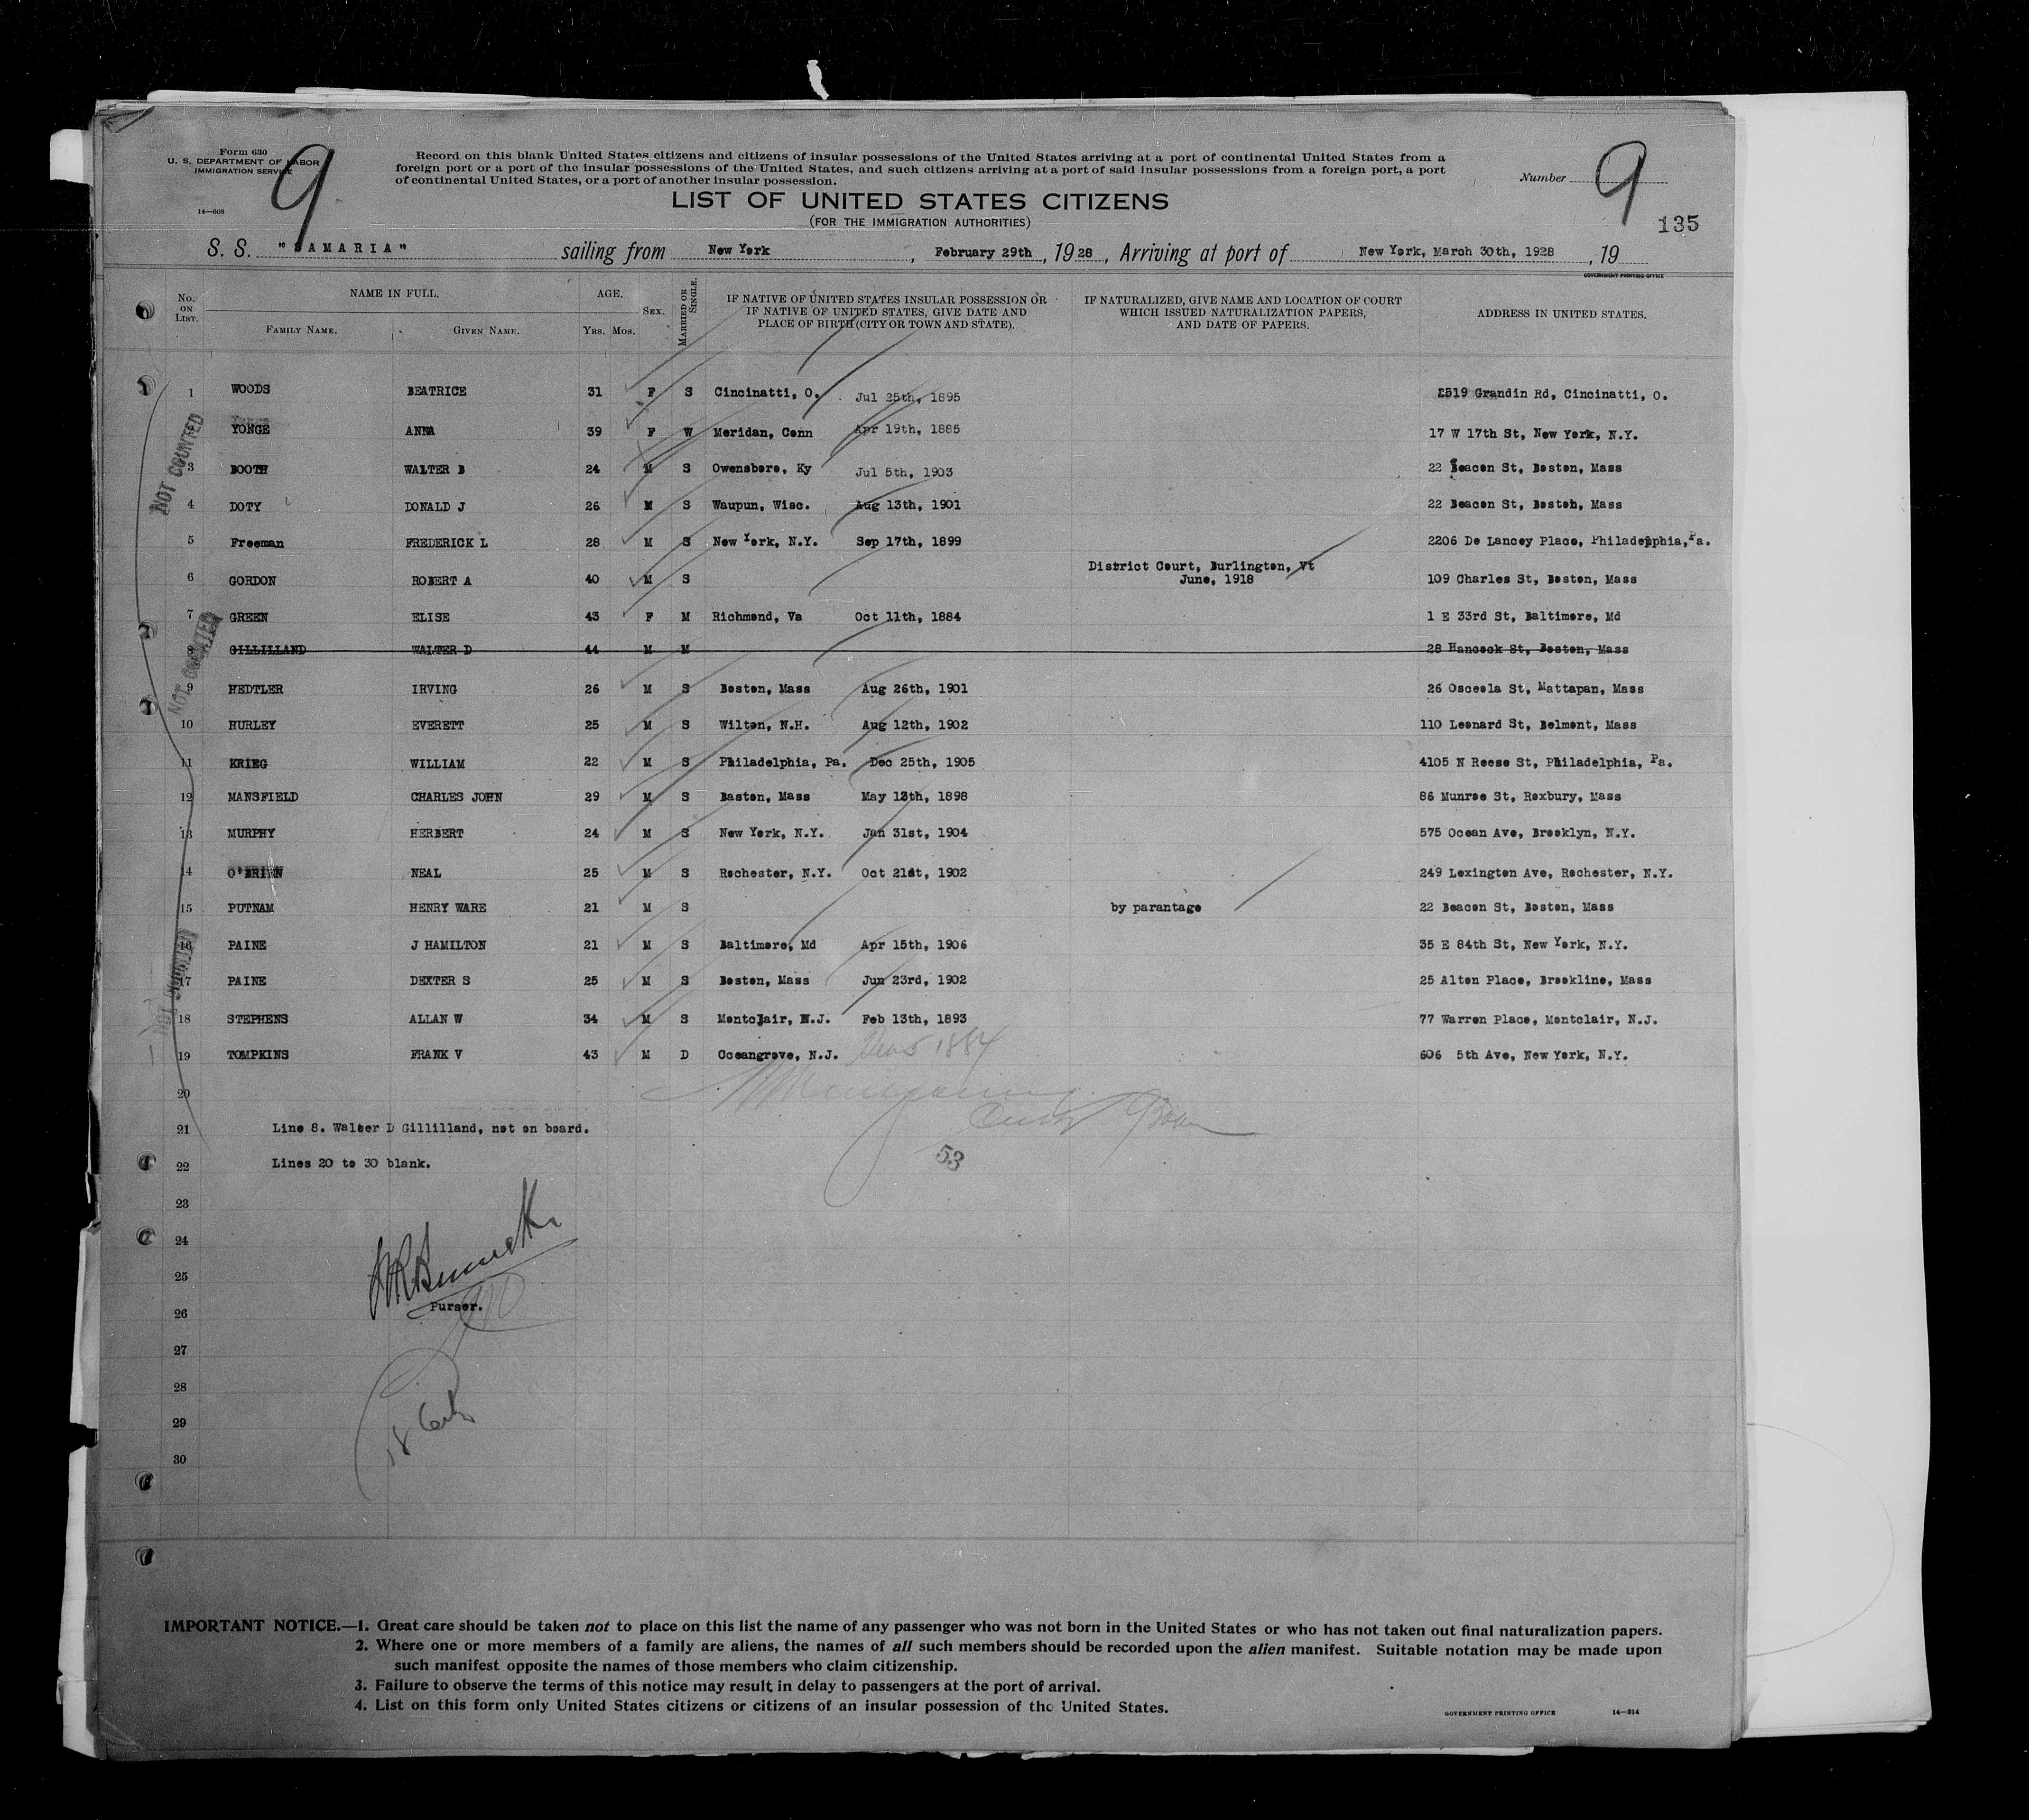 Form 630
U. S. DEPARTMENT OF LABOR
IMMIGRATION SERVICE
14—608
9
Record on this blank United States citizens and citizens of insular possessions of the United States arriving at a port of continental United States from a
foreign port or a port of the insular possessions of the United States, and such citizens arriving at a port of said insular possessions from a foreign port, a port
of continental United States, or a port of another insular possession.
Number 9
LIST OF UNITED STATES CITIZENS
(FOR THE IMMIGRATION AUTHORITIES)
135
S. S. "SAMARIA" sailing from New York, February 29th, 1928, Arriving at port of New York, March 30th, 1928, 19
GOVERNMENT PRINTING OFFICE
No. ON LIST. NAME IN FULL. FAMILY NAME. GIVEN NAME. AGE. YRS. MOS. SEX. MARRIED OR SINGLE. IF NATIVE OF UNITED STATES INSULAR POSSESSION OR IF NATIVE OF UNITED STATES, GIVE DATE AND PLACE OF BIRTH (CITY OR TOWN AND STATE). IF NATURALIZED, GIVE NAME AND LOCATION OF COURT WHICH ISSUED NATURALIZATION PAPERS, AND DATE OF PAPERS. ADDRESS IN UNITED STATES.
1 WOODS BEATRICE 31 F S Cincinatti, O. Jul 25th, 1895 2519 Grandin Rd, Cincinatti, O.
2 YONGE ANNA 39 F W Meridan, Conn Apr 19th, 1885 17 W 17th St, New York, N.Y.
3 BOOTH WALTER B 24 M S Owensboro, Ky Jul 5th, 1903 22 Beacon St, Boston, Mass
4 DOTY DONALD J 26 M S Waupun, Wisc. Aug 13th, 1901 22 Beacon St, Boston, Mass
5 Freeman FREDERICK L 28 M S New York, N.Y. Sep 17th, 1899 2206 De Lancey Place, Philadelphia, Pa.
6 GORDON ROBERT A 40 M S District Court, Burlington, Vt June, 1918 109 Charles St, Boston, Mass
7 GREEN ELISE 43 F M Richmond, Va Oct 11th, 1884 1 E 33rd St, Baltimore, Md
8 GILLILLAND WALTER D 44 M M 28 Hancock St, Boston, Mass
9 HEDTLER IRVING 26 M S Boston, Mass Aug 26th, 1901 26 Osceola St, Mattapan, Mass
10 HURLEY EVERETT 25 M S Wilton, N.H. Aug 12th, 1902 110 Leonard St, Belmont, Mass
11 KRIEG WILLIAM 22 M S Philadelphia, Pa. Dec 25th, 1905 4105 N Reese St, Philadelphia, Pa.
12 MANSFIELD CHARLES JOHN 29 M S Baston, Mass May 13th, 1898 86 Munroe St, Roxbury, Mass
13 MURPHY HERBERT 24 M S New York, N.Y. Jan 31st, 1904 575 Ocean Ave, Brooklyn, N.Y.
14 O'BRIEN NEAL 25 M S Rochester, N.Y. Oct 21st, 1902 249 Lexington Ave, Rochester, N.Y.
15 PUTNAM HENRY WARE 21 M S by parantage 22 Beacon St, Boston, Mass
16 PAINE J HAMILTON 21 M S Baltimore, Md Apr 15th, 1906 35 E 84th St, New York, N.Y.
17 PAINE DEXTER S 25 M S Boston, Mass Jun 23rd, 1902 25 Alton Place, Brookline, Mass
18 STEPHENS ALLAN W 34 M S Montclair, N.J. Feb 13th, 1893 77 Warren Place, Montclair, N.J.
19 TOMPKINS FRANK V 43 M D Oceangrove, N.J. 1884 606 5th Ave, New York, N.Y.
NOT COUNTED
NOT COUNTED
NOT COUNTED
20
21 Line 8. Walter D Gillilland, not on board.
22 Lines 20 to 30 blank.
53
23
24
25
26 Purser.
27
28
29
30
IMPORTANT NOTICE.—1. Great care should be taken not to place on this list the name of any passenger who was not born in the United States or who has not taken out final naturalization papers.
2. Where one or more members of a family are aliens, the names of all such members should be recorded upon the alien manifest. Suitable notation may be made upon
such manifest opposite the names of those members who claim citizenship.
3. Failure to observe the terms of this notice may result in delay to passengers at the port of arrival.
4. List on this form only United States citizens or citizens of an insular possession of the United States.
GOVERNMENT PRINTING OFFICE 14—214